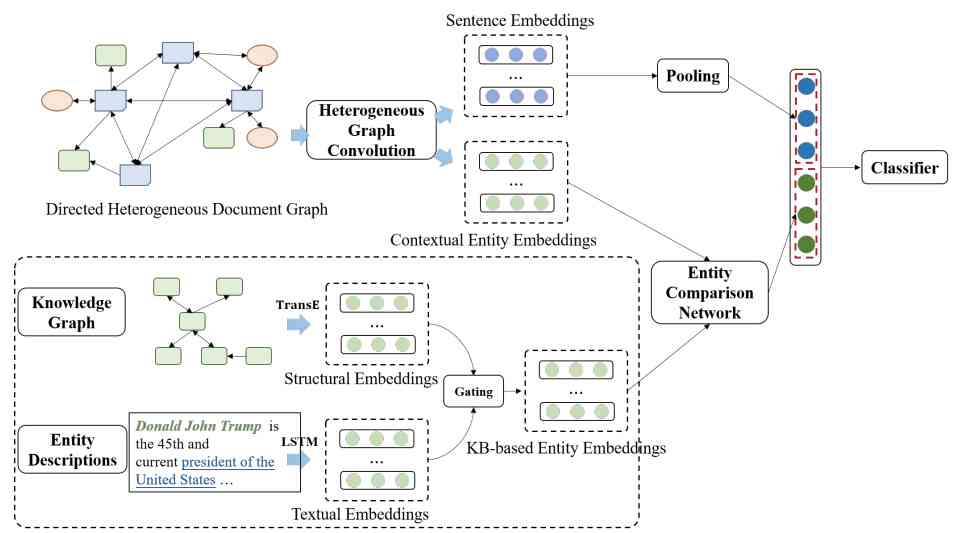 Sentence Embeddings
...
Pooling
Heterogeneous
Graph
Convolution
Classifier
...
Directed Heterogeneous Document Graph
Contextual Entity Embeddings
Entity
Comparison
Network
Knowledge
Graph
TransE
...
Structural Embeddings
Gating
...
KB-based Entity Embeddings
Entity
Descriptions
Donald John Trump is
the 45th and
current president of the
United States ...
LSTM
...
Textual Embeddings